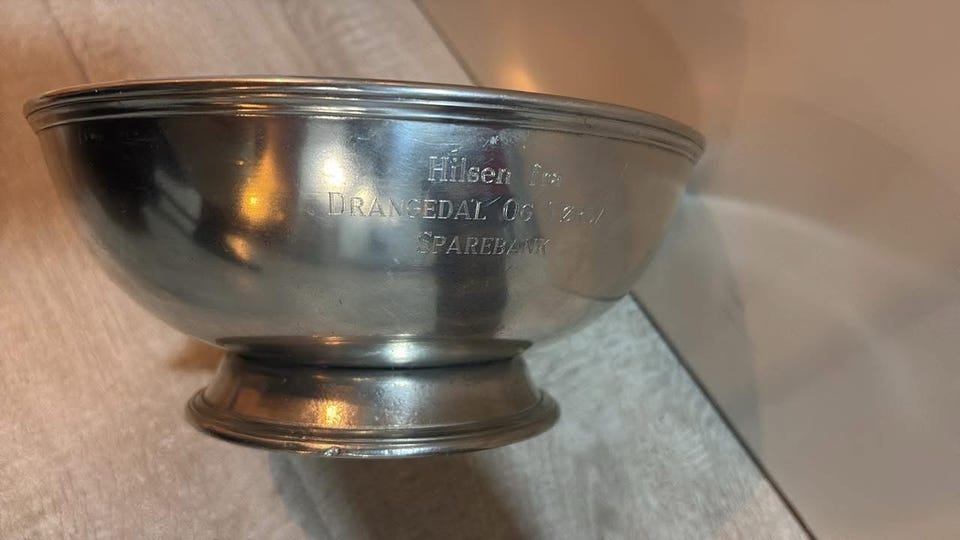 Hilsen fra
DRANGEDAL OG
SPAREBANK